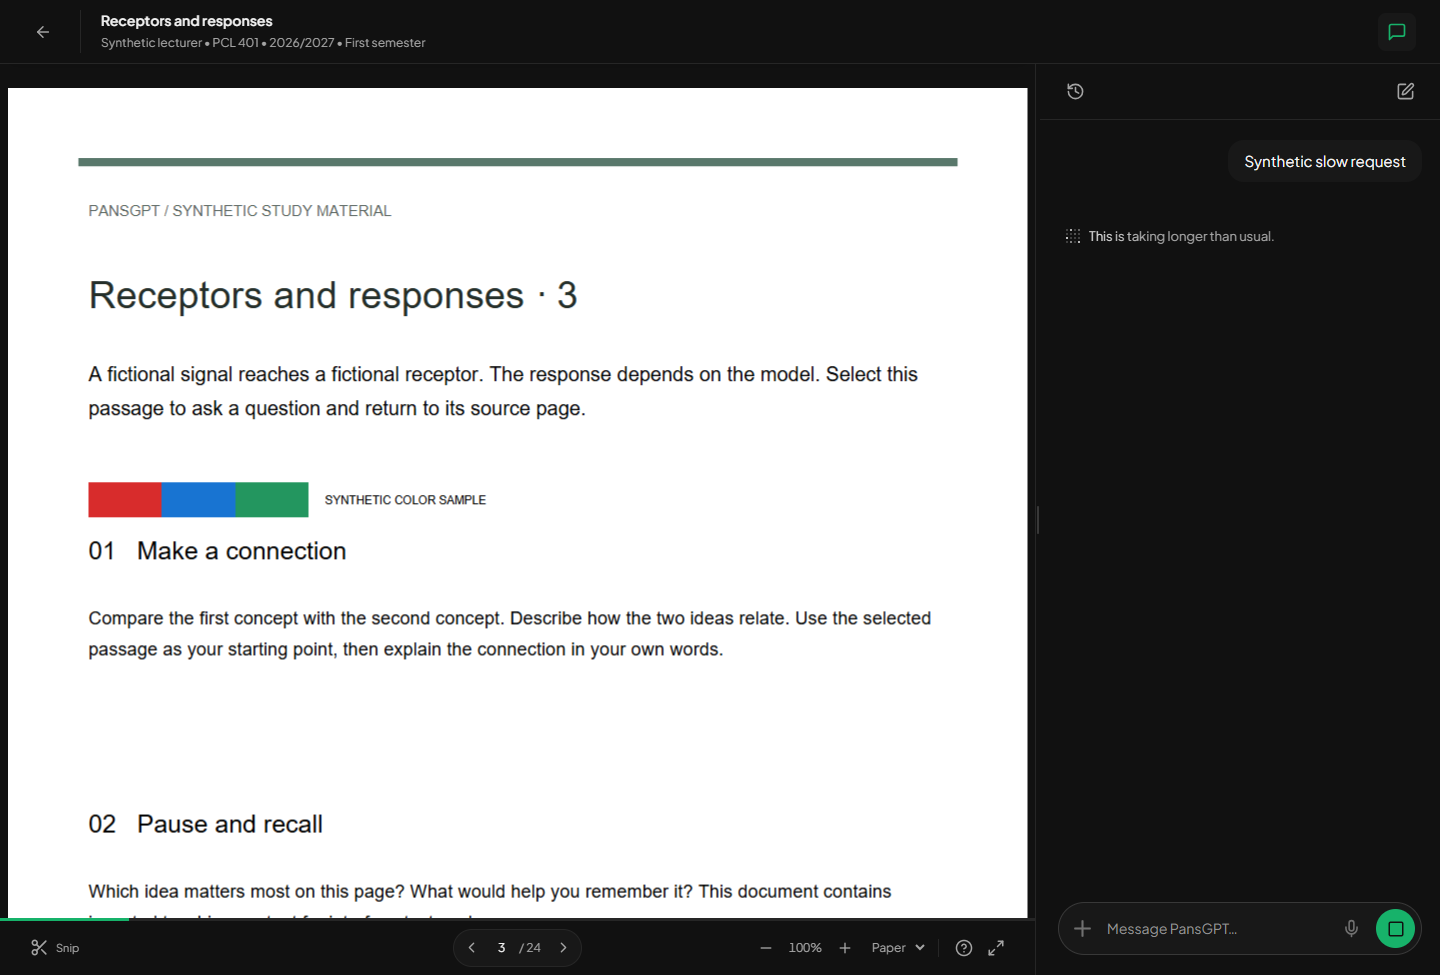 Receptors and responses
Synthetic lecturer • PCL 401 • 2026/2027 • First semester
PANSGPT / SYNTHETIC STUDY MATERIAL
Receptors and responses · 3
A fictional signal reaches a fictional receptor. The response depends on the model. Select this
passage to ask a question and return to its source page.
SYNTHETIC COLOR SAMPLE
01 Make a connection
Compare the first concept with the second concept. Describe how the two ideas relate. Use the selected
passage as your starting point, then explain the connection in your own words.
02 Pause and recall
Which idea matters most on this page? What would help you remember it? This document contains
Snip
3 / 24
100%
Paper
Synthetic slow request
This is taking longer than usual.
Message PansGPT...